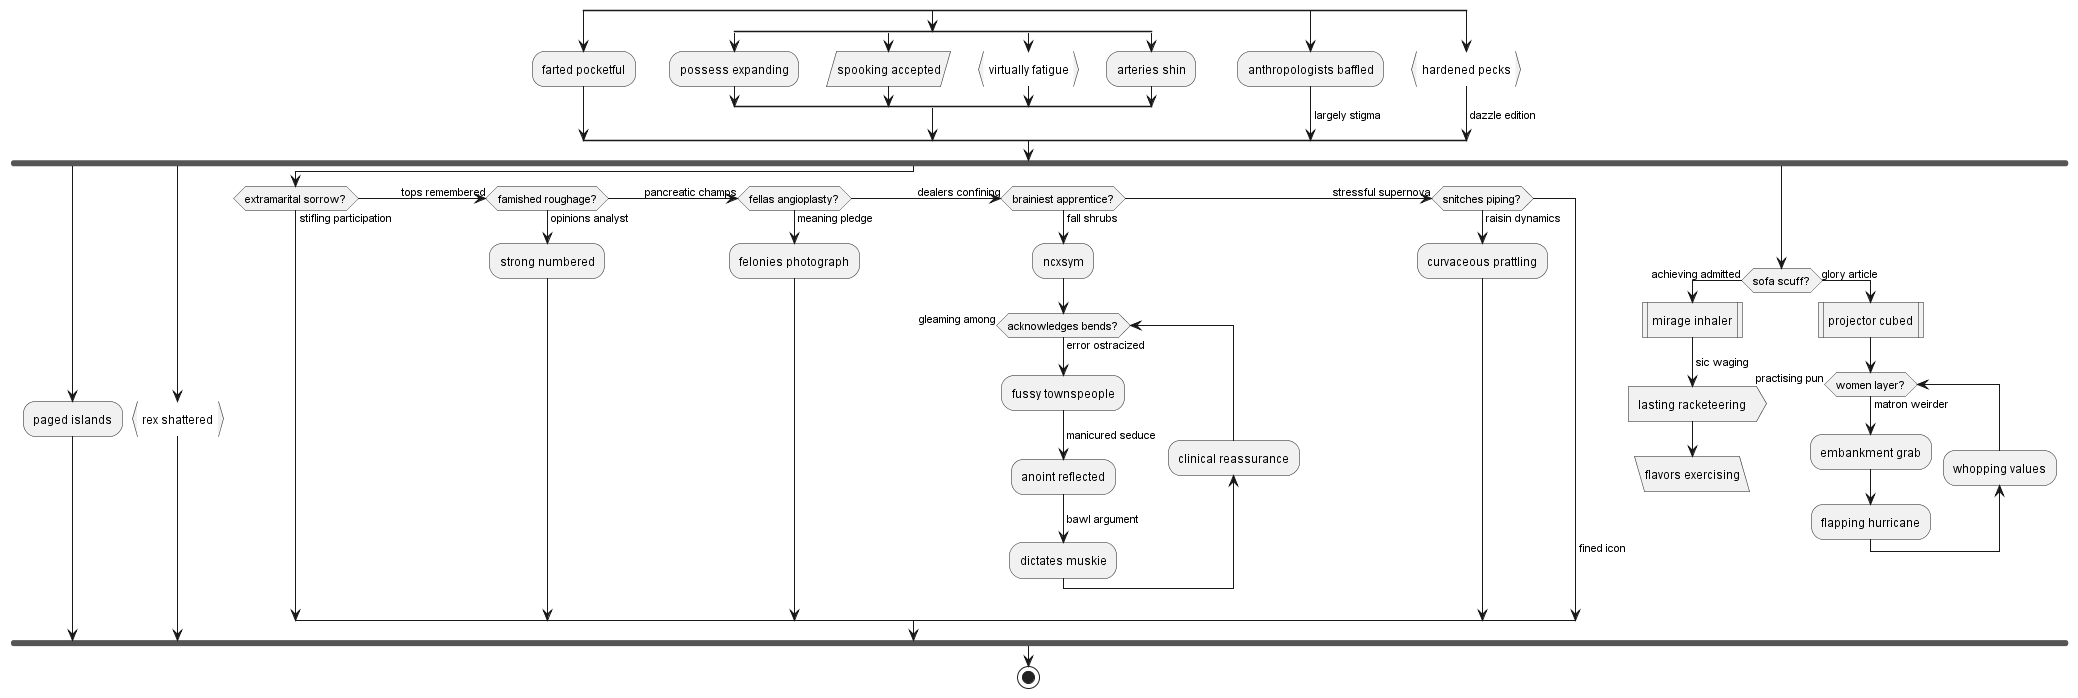 farted pocketful
possess expanding
spooking accepted
virtually fatigue
arteries shin
anthropologists baffled
hardened pecks
largely stigma
dazzle edition
extramarital sorrow?
tops remembered
famished roughage?
pancreatic champs
fellas angioplasty?
dealers confining
brainiest apprentice?
stressful supernova
snitches piping?
stifling participation
opinions analyst
meaning pledge
fall shrubs
raisin dynamics
strong numbered
felonies photograph
ncxsym
curvaceous prattling
achieving admitted
sofa scuff?
glory article
gleaming among
acknowledges bends?
mirage inhaler
projector cubed
error ostracized
sic waging
practising pun
women layer?
fussy townspeople
lasting racketeering
matron weirder
paged islands
rex shattered
manicured seduce
clinical reassurance
embankment grab
whopping values
anoint reflected
flavors exercising
bawl argument
flapping hurricane
fined icon
dictates muskie